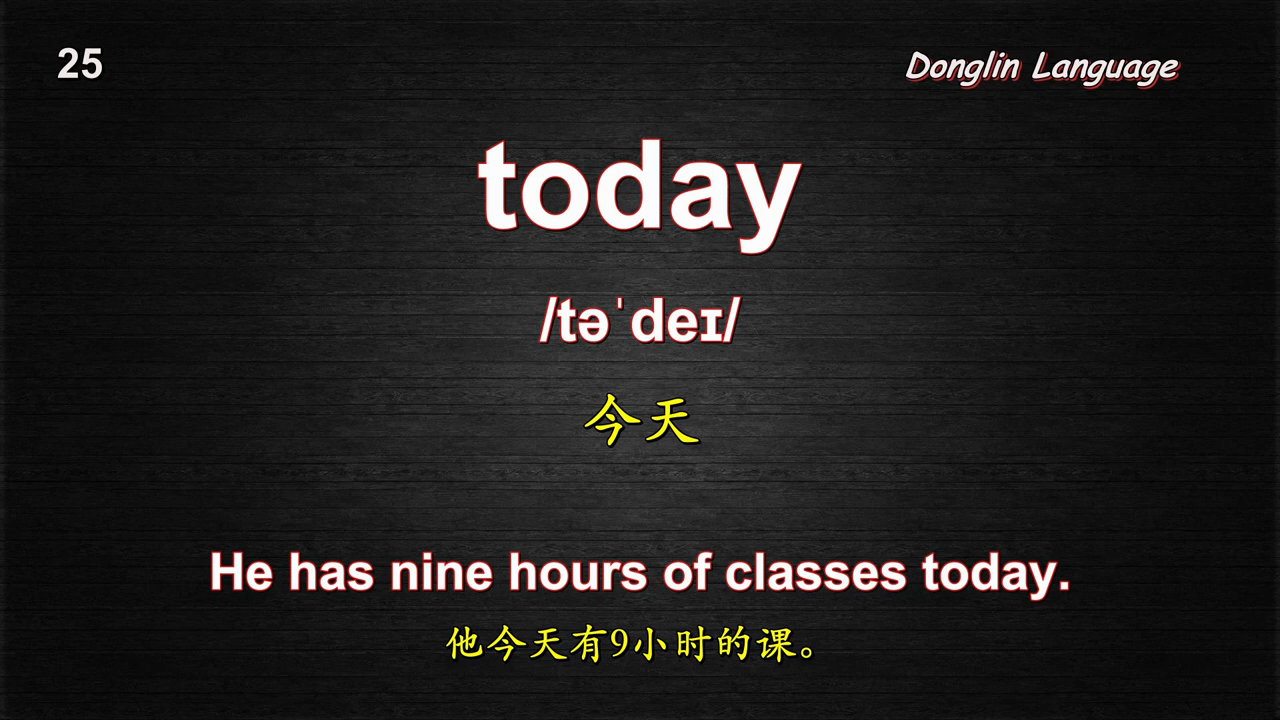 25
Donglin Language
today
/təˈdeɪ/
今天
He has nine hours of classes today.
他今天有9小时的课。